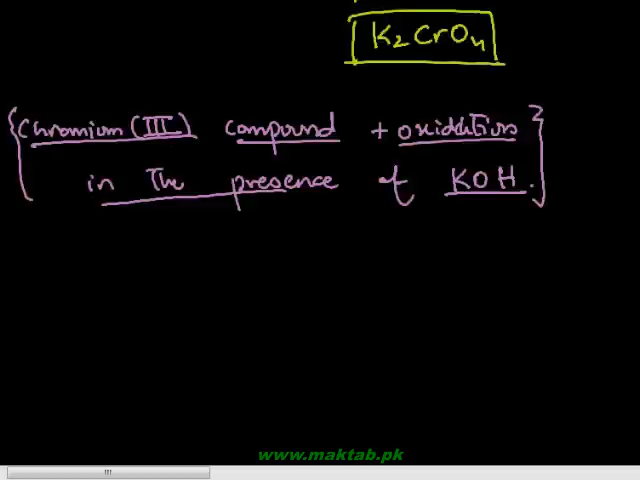 K2CrO4
{Chromium (III) compound + oxidation
in The presence of KOH.}
www.maktab.pk